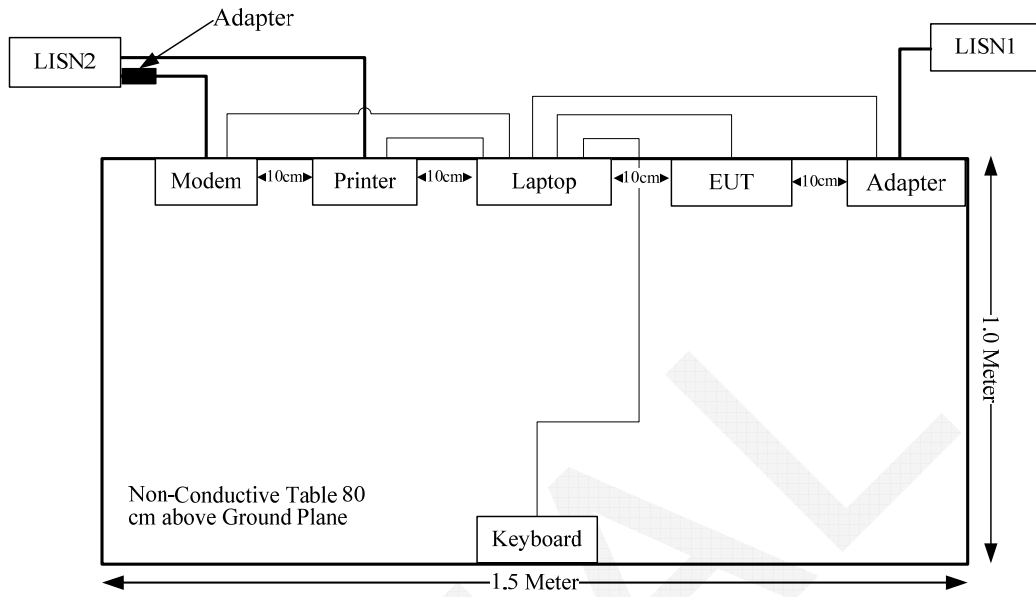 Adapter
LISN2
LISN1
Modem
10cm
Printer
10cm
Laptop
10cm
EUT
10cm
Adapter
1.0 Meter
Non-Conductive Table 80
cm above Ground Plane
Keyboard
1.5 Meter